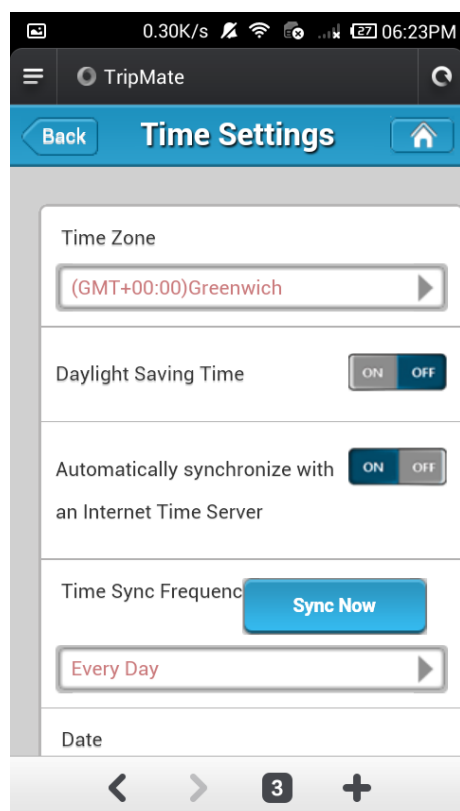 0.30K/s 27 06:23PM
TripMate
Back Time Settings
Time Zone
(GMT+00:00)Greenwich
Daylight Saving Time ON OFF
Automatically synchronize with ON OFF
an Internet Time Server
Time Sync Frequenc Sync Now
Every Day
Date
3